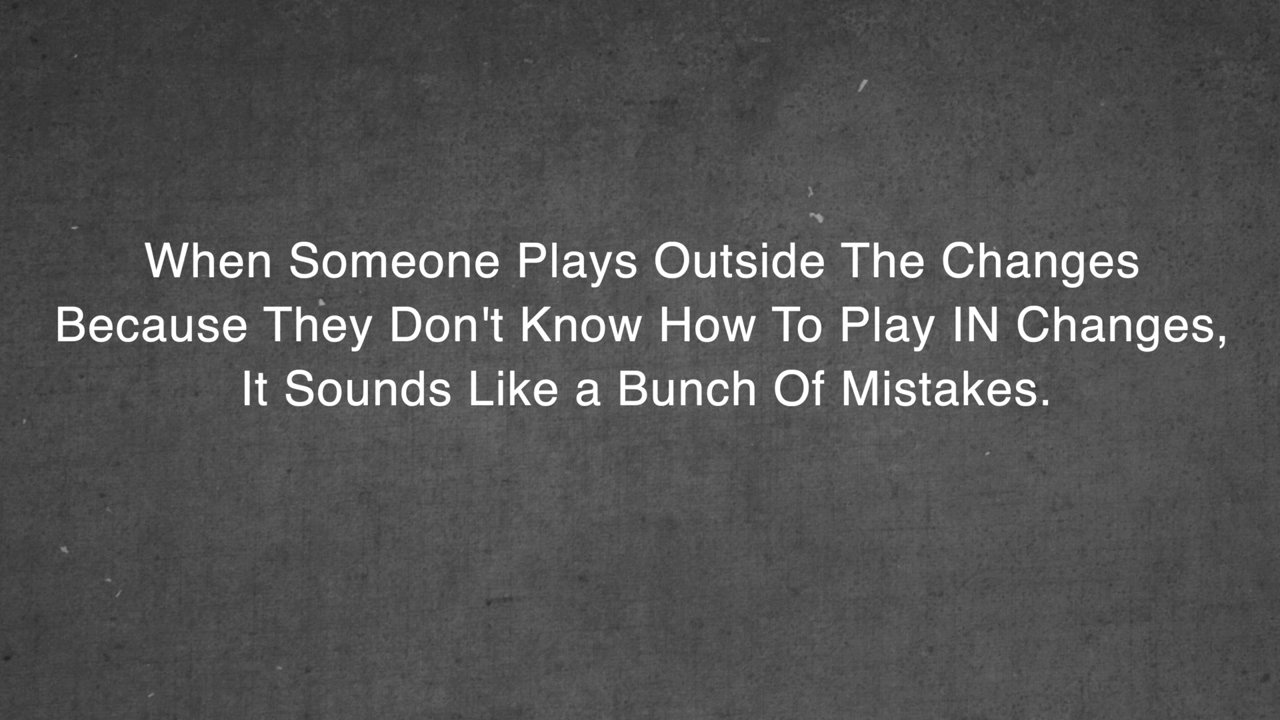 When Someone Plays Outside The Changes
Because They Don't Know How To Play IN Changes,
It Sounds Like a Bunch Of Mistakes.